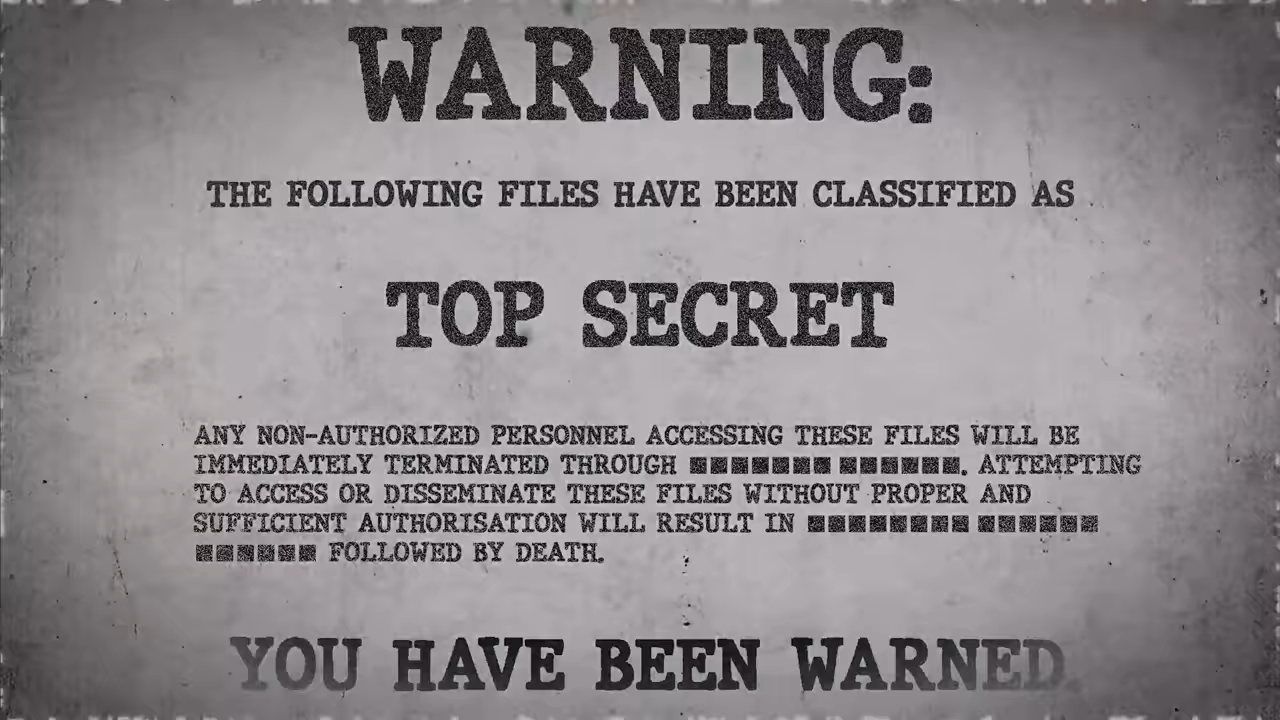 WARNING:
THE FOLLOWING FILES HAVE BEEN CLASSIFIED AS
TOP SECRET
ANY NON-AUTHORIZED PERSONNEL ACCESSING THESE FILES WILL BE
IMMEDIATELY TERMINATED THROUGH ■■■■■■■ ■■■■■■. ATTEMPTING
TO ACCESS OR DISSEMINATE THESE FILES WITHOUT PROPER AND
SUFFICIENT AUTHORISATION WILL RESULT IN ■■■■■■■■ ■■■■■■
■■■■■■ FOLLOWED BY DEATH.
YOU HAVE BEEN WARNED.